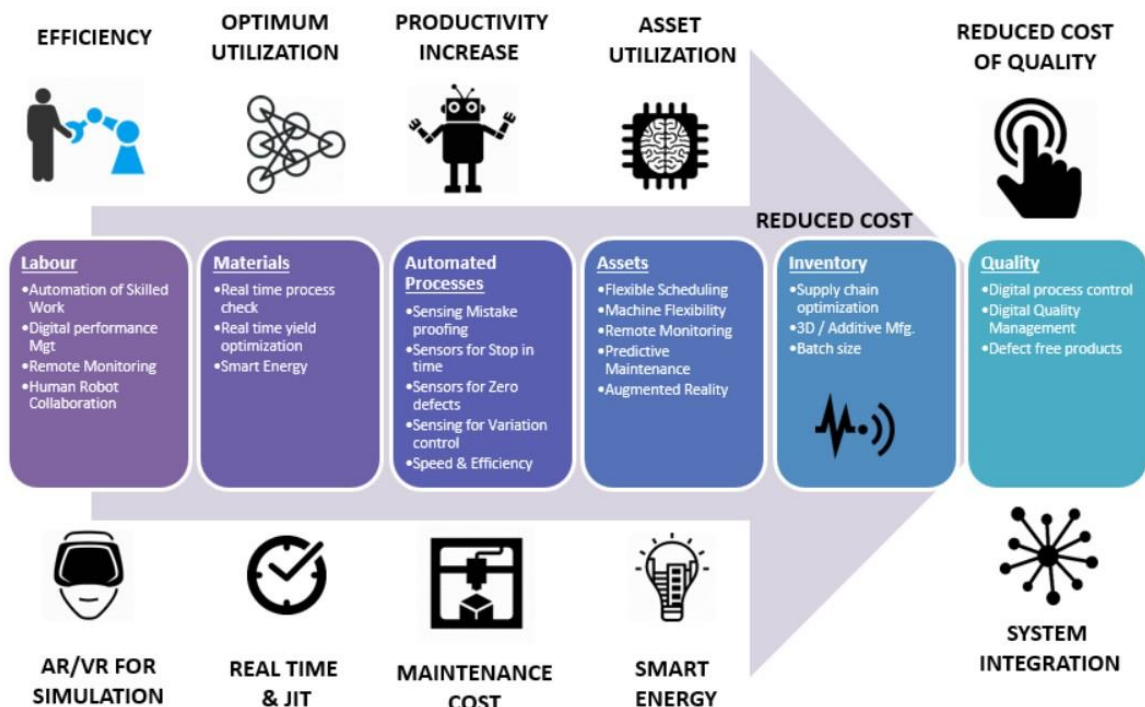 EFFICIENCY
OPTIMUM
UTILIZATION
PRODUCTIVITY
INCREASE
ASSET
UTILIZATION
REDUCED COST
OF QUALITY
REDUCED COST
Labour
•Automation of Skilled
Work
•Digital performance
Mgt
•Remote Monitoring
•Human Robot
Collaboration
Materials
•Real time process
check
•Real time yield
optimization
•Smart Energy
Automated
Processes
•Sensing Mistake
proofing
•Sensors for Stop in
time
•Sensors for Zero
defects
•Sensing for Variation
control
•Speed & Efficiency
Assets
•Flexible Scheduling
•Machine Flexibility
•Remote Monitoring
•Predictive
Maintenance
•Augmented Reality
Inventory
•Supply chain
optimization
•3D / Additive Mfg.
•Batch size
Quality
•Digital process control
•Digital Quality
Management
•Defect free products
AR/VR FOR
SIMULATION
REAL TIME
& JIT
MAINTENANCE
COST
SMART
ENERGY
SYSTEM
INTEGRATION